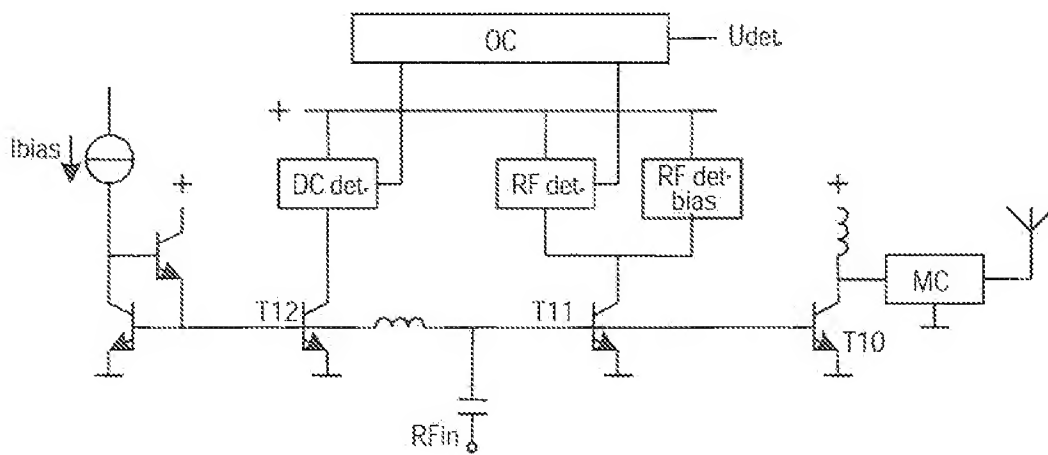 OC
Udet.
+
Ibias
+
DC det.
RF det.
RF det-
bias
+
MC
T12
T11
T10
RFin